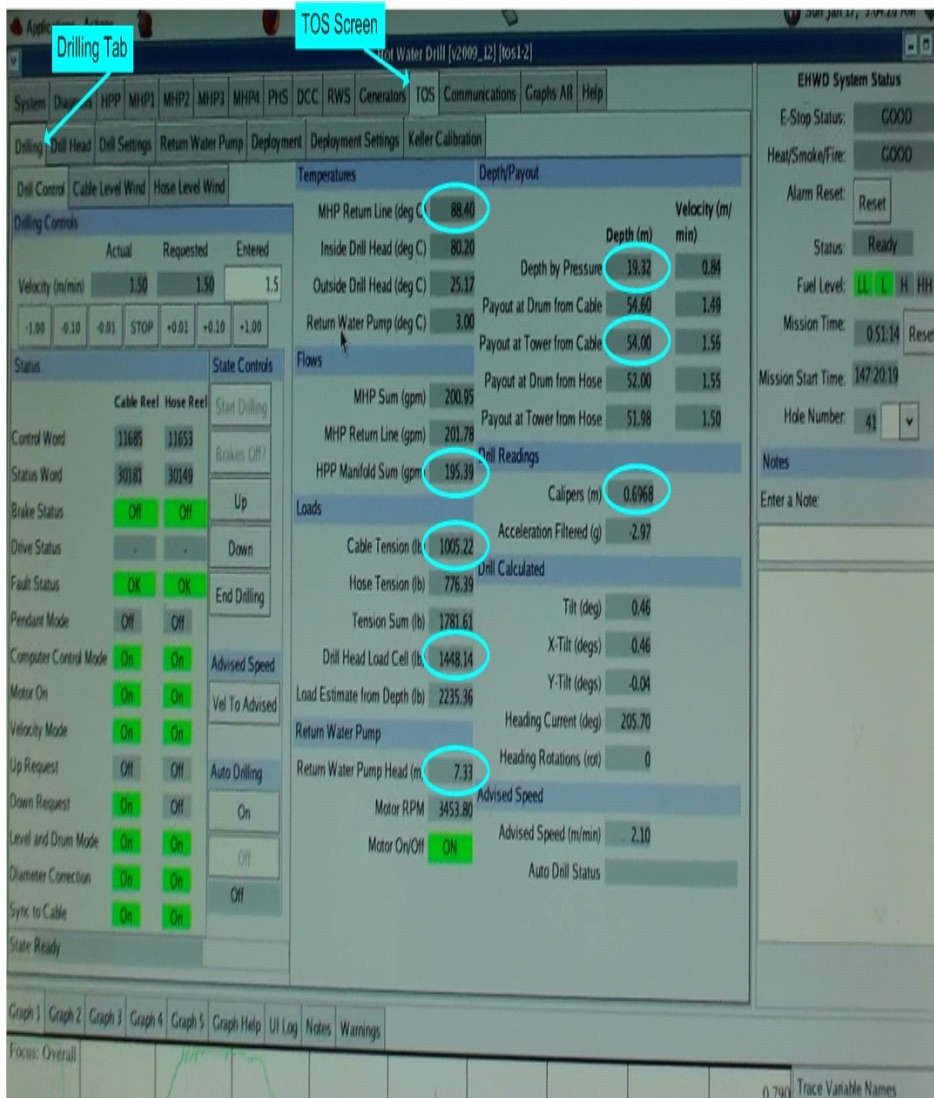 Applications Actions
Sun Jan 17, 3:04:20 AM
Drilling Tab
TOS Screen
Hot Water Drill [v2009_12] [tos1-2]
System Diagnosis HPP MHP1 MHP2 MHP3 MHP4 PHS DCC RWS Generators TOS Communications Graphs All Help
Drilling Drill Head Drill Settings Return Water Pump Deployment Deployment Settings Keller Calibration
Drill Control Cable Level Wind Hose Level Wind
Drilling Controls
Actual Requested Entered
Velocity (m/min) 1.50 1.50 1.5
-1.00 -0.10 -0.01 STOP +0.01 +0.10 +1.00
Status
Cable Reel Hose Reel
Control Word 11685 11653
Status Word 30181 30149
Brake Status Off Off
Drive Status - -
Fault Status OK OK
Pendant Mode Off Off
Computer Control Mode On On
Motor On On On
Velocity Mode On On
Up Request Off Off
Down Request On Off
Level and Drum Mode On On
Diameter Correction On On
Sync to Cable On On
State Ready
State Controls
Start Drilling
Brakes Off?
Up
Down
End Drilling
Advised Speed
Vel To Advised
Auto Drilling
On
Off
Off
Temperatures
MHP Return Line (deg C) 88.40
Inside Drill Head (deg C) 80.20
Outside Drill Head (deg C) 25.17
Return Water Pump (deg C) 3.00
Flows
MHP Sum (gpm) 200.95
MHP Return Line (gpm) 201.78
HPP Manifold Sum (gpm) 195.39
Loads
Cable Tension (lb) 1005.22
Hose Tension (lb) 776.39
Tension Sum (lb) 1781.61
Drill Head Load Cell (lb) 1448.14
Load Estimate from Depth (lb) 2235.36
Return Water Pump
Return Water Pump Head (m) 7.33
Motor RPM 3453.80
Motor On/Off ON
Depth/Payout
Depth (m) Velocity (m/min)
Depth by Pressure 19.32 0.84
Payout at Drum from Cable 54.60 1.49
Payout at Tower from Cable 54.00 1.56
Payout at Drum from Hose 52.00 1.55
Payout at Tower from Hose 51.98 1.50
Drill Readings
Calipers (m) 0.6968
Acceleration Filtered (g) -2.97
Drill Calculated
Tilt (deg) 0.46
X-Tilt (degs) 0.46
Y-Tilt (degs) -0.04
Heading Current (deg) 205.70
Heading Rotations (rot) 0
Advised Speed
Advised Speed (m/min) 2.10
Auto Drill Status
EHWD System Status
E-Stop Status: GOOD
Heat/Smoke/Fire: GOOD
Alarm Reset: Reset
Status: Ready
Fuel Level: LL L H HH
Mission Time: 0:51:14 Reset
Mission Start Time: 147:20:19
Hole Number: 41
Notes
Enter a Note:
Graph 1 Graph 2 Graph 3 Graph 4 Graph 5 Graph Help UI Log Notes Warnings
Focus: Overall
0.790 Trace Variable Names